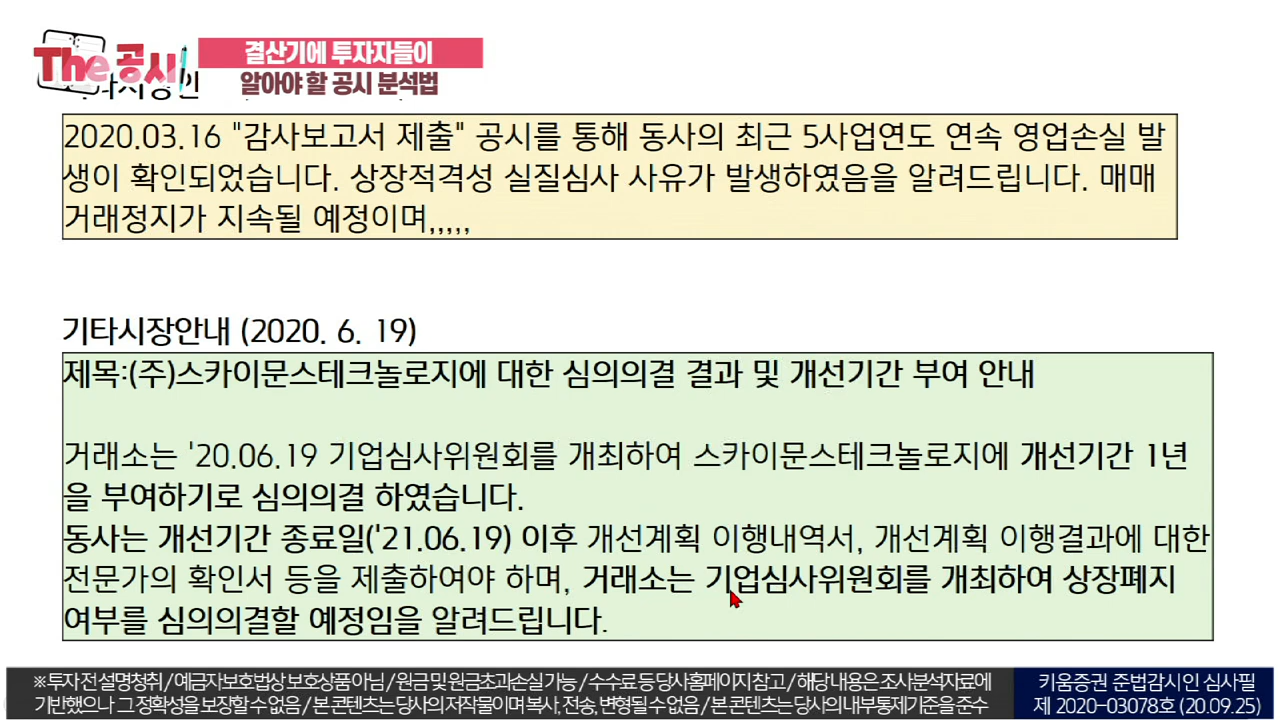 The 공시
결산기에 투자자들이
알아야 할 공시 분석법
2020.03.16 "감사보고서 제출" 공시를 통해 동사의 최근 5사업연도 연속 영업손실 발
생이 확인되었습니다. 상장적격성 실질심사 사유가 발생하였음을 알려드립니다. 매매
거래정지가 지속될 예정이며,,,,,
기타시장안내 (2020. 6. 19)
제목:(주)스카이문스테크놀로지에 대한 심의의결 결과 및 개선기간 부여 안내
거래소는 '20.06.19 기업심사위원회를 개최하여 스카이문스테크놀로지에 개선기간 1년
을 부여하기로 심의의결 하였습니다.
동사는 개선기간 종료일('21.06.19) 이후 개선계획 이행내역서, 개선계획 이행결과에 대한
전문가의 확인서 등을 제출하여야 하며, 거래소는 기업심사위원회를 개최하여 상장폐지
여부를 심의의결할 예정임을 알려드립니다.
※투자 전 설명청취 / 예금자보호법상 보호상품 아님 / 원금 및 원금초과손실 가능 / 수수료 등 당사홈페이지 참고 / 해당 내용은 조사분석자료에
기반했으나 그 정확성을 보장할 수 없음 / 본 콘텐츠는 당사의 저작물이며 복사, 전송, 변형될 수 없음 / 본 콘텐츠는 당사의 내부통제기준을 준수
키움증권 준법감시인 심사필
제 2020-03078호 (20.09.25)